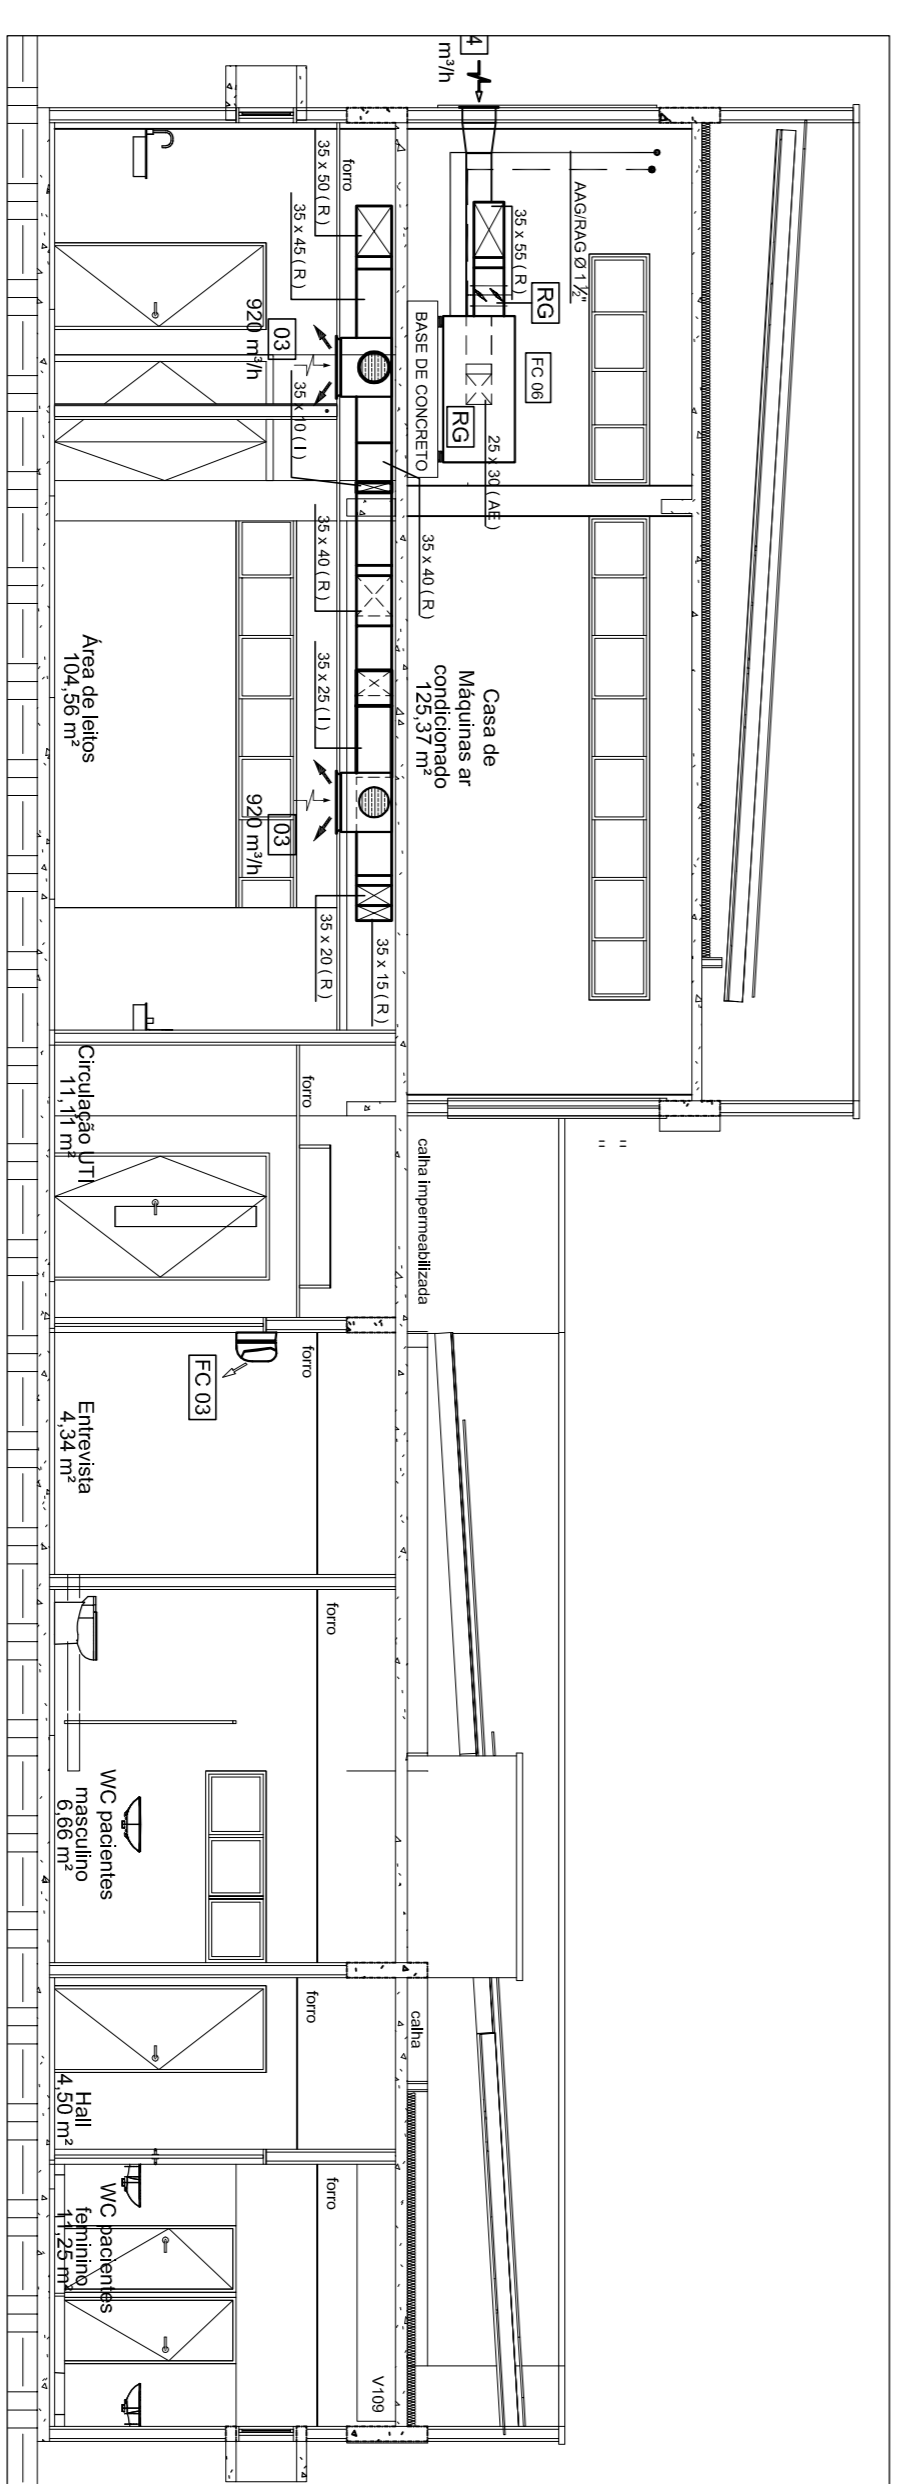 4
m³/h
AAG/RAG Ø 1 ½"
35 x 55 ( R )
RG
FC 06
RG
25 x 30 ( AE )
BASE DE CONCRETO
forro
35 x 50 ( R )
35 x 45 ( R )
03
920 m³/h
35 x 10 ( I )
35 x 40 ( R )
35 x 40 ( R )
35 x 25 ( I )
03
920 m³/h
35 x 20 ( R )
35 x 15 ( R )
Casa de
Máquinas ar
condicionado
125,37 m²
Área de leitos
104,56 m²
forro
Circulação UTI
11,11 m²
calha impermeabilizada
forro
FC 03
Entrevista
4,34 m²
forro
WC pacientes
masculino
6,66 m²
forro
calha
Hall
4,50 m²
forro
WC pacientes
feminino
11,25 m²
V109